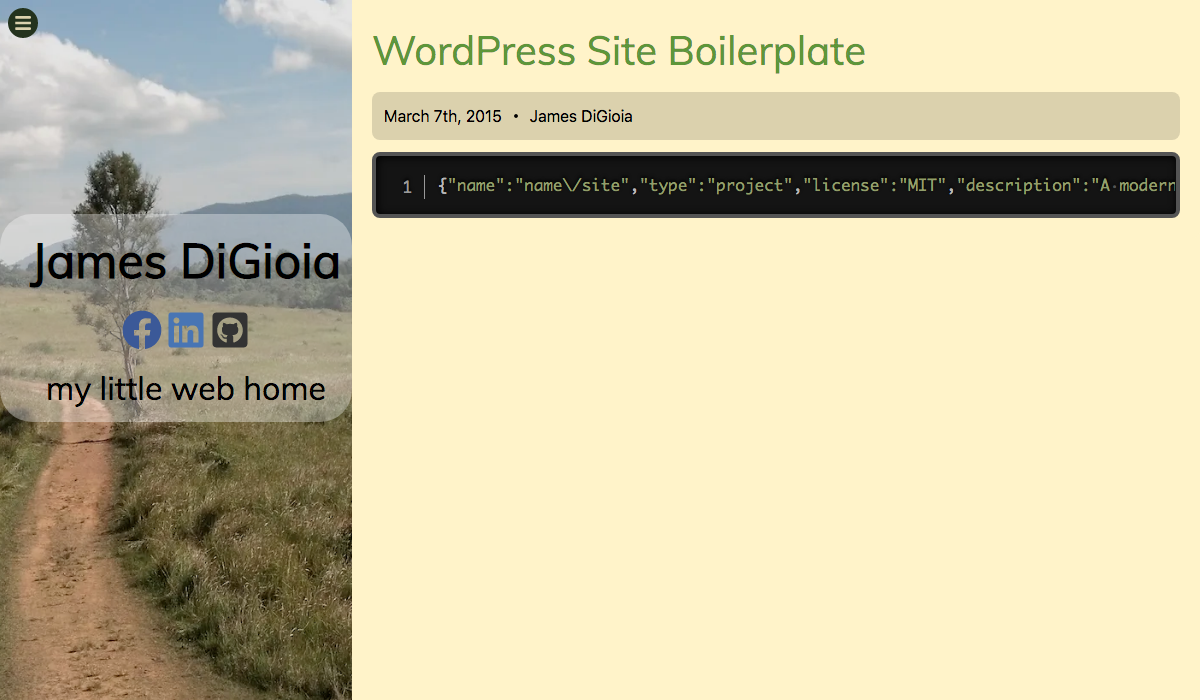 James DiGioia
my little web home
WordPress Site Boilerplate
March 7th, 2015 • James DiGioia
1 {"name":"name\/site","type":"project","license":"MIT","description":"A·modern